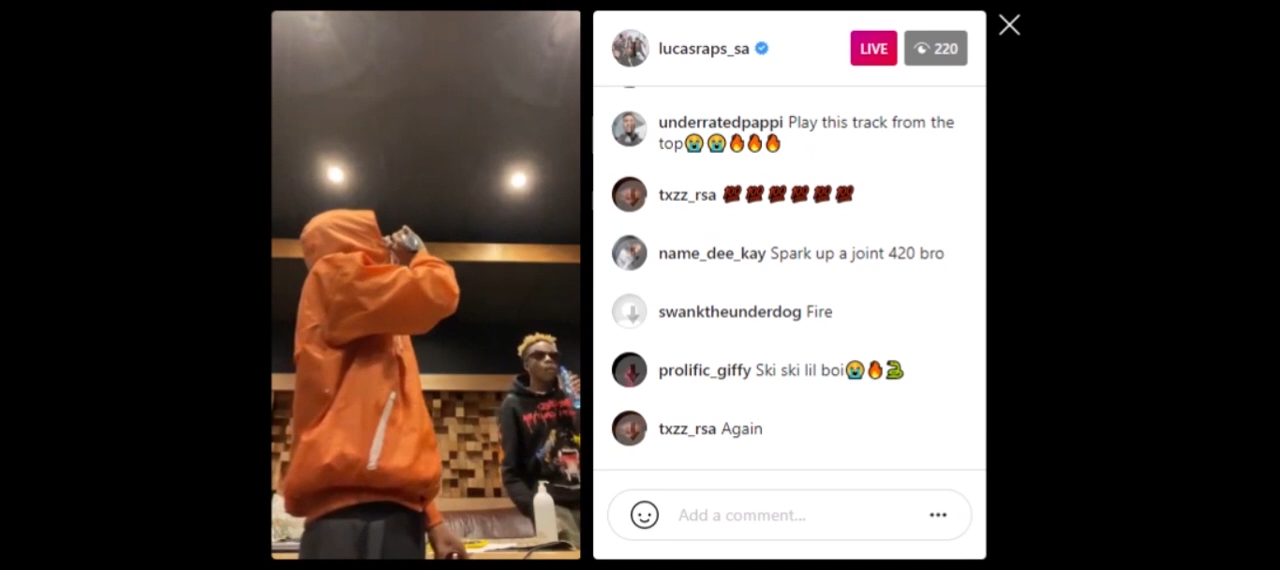 lucasraps_sa
LIVE
220
underratedpappi Play this track from the
top😭😭🔥🔥🔥
txzz_rsa 💯💯💯💯💯💯
name_dee_kay Spark up a joint 420 bro
swanktheunderdog Fire
prolific_giffy Ski ski lil boi😭🔥🐍
txzz_rsa Again
Add a comment...